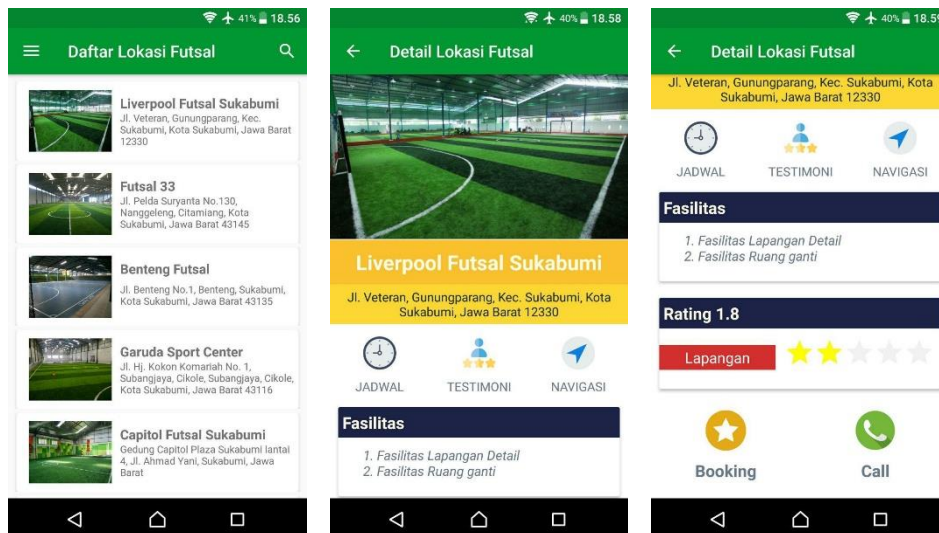 41% 18.56
Daftar Lokasi Futsal
Liverpool Futsal Sukabumi
Jl. Veteran, Gunungparang, Kec.
Sukabumi, Kota Sukabumi, Jawa Barat
12330
Futsal 33
Jl. Pelda Suryanta No.130,
Nanggeleng, Citamiang, Kota
Sukabumi, Jawa Barat 43145
Benteng Futsal
Jl. Benteng No.1, Benteng, Sukabumi,
Kota Sukabumi, Jawa Barat 43135
Garuda Sport Center
Jl. Hj. Kokon Komariah No. 1,
Subangjaya, Cikole, Subangjaya, Cikole,
Kota Sukabumi, Jawa Barat 43116
Capitol Futsal Sukabumi
Gedung Capitol Plaza Sukabumi lantai
4, Jl. Ahmad Yani, Sukabumi, Jawa
Barat
40% 18.58
Detail Lokasi Futsal
Liverpool Futsal Sukabumi
Jl. Veteran, Gunungparang, Kec. Sukabumi, Kota
Sukabumi, Jawa Barat 12330
JADWAL TESTIMONI NAVIGASI
Fasilitas
1. Fasilitas Lapangan Detail
2. Fasilitas Ruang ganti
40% 18.59
Detail Lokasi Futsal
Jl. Veteran, Gunungparang, Kec. Sukabumi, Kota
Sukabumi, Jawa Barat 12330
JADWAL TESTIMONI NAVIGASI
Fasilitas
1. Fasilitas Lapangan Detail
2. Fasilitas Ruang ganti
Rating 1.8
Lapangan
Booking Call